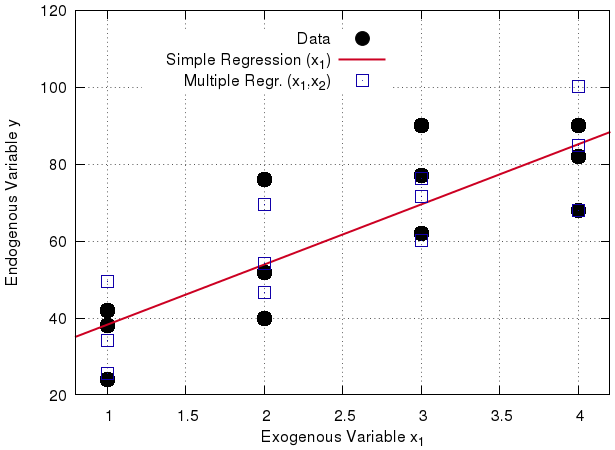 120
100
80
60
40
20
Endogenous Variable y
Data
Simple Regression (x₁)
Multiple Regr. (x₁,x₂)
1 1.5 2 2.5 3 3.5 4
Exogenous Variable x₁